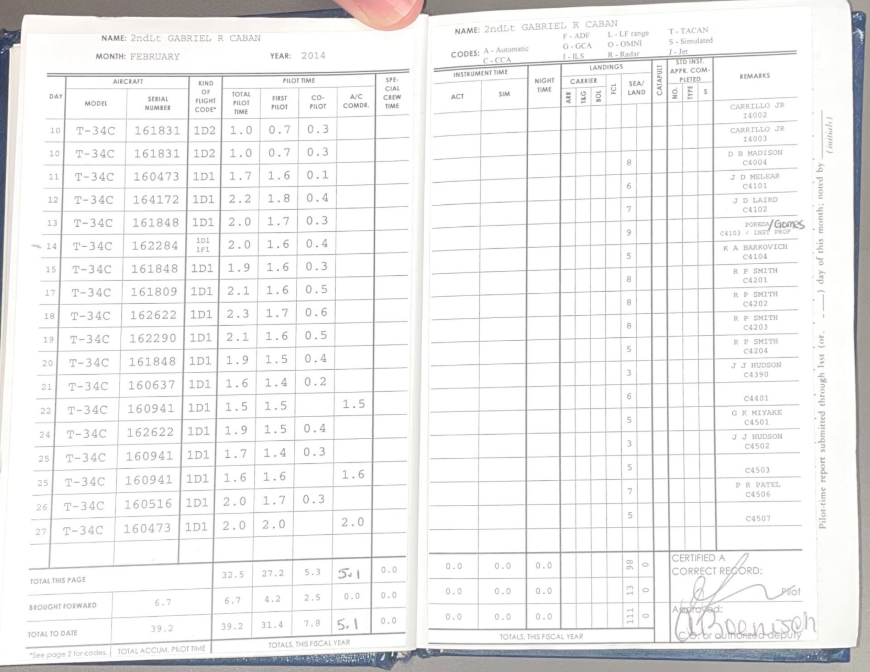 NAME: 2ndLt GABRIEL R CABAN
MONTH: FEBRUARY YEAR: 2014
DAY AIRCRAFT KIND OF FLIGHT CODE* PILOT TIME SPE-CIAL CREW TIME
MODEL SERIAL NUMBER TOTAL PILOT TIME FIRST PILOT CO-PILOT A/C COMDR.
10 T-34C 161831 1D2 1.0 0.7 0.3
10 T-34C 161831 1D2 1.0 0.7 0.3
11 T-34C 160473 1D1 1.7 1.6 0.1
12 T-34C 164172 1D1 2.2 1.8 0.4
13 T-34C 161848 1D1 2.0 1.7 0.3
14 T-34C 162284 1D1 1F1 2.0 1.6 0.4
15 T-34C 161848 1D1 1.9 1.6 0.3
17 T-34C 161809 1D1 2.1 1.6 0.5
18 T-34C 162622 1D1 2.3 1.7 0.6
19 T-34C 162290 1D1 2.1 1.6 0.5
20 T-34C 161848 1D1 1.9 1.5 0.4
21 T-34C 160637 1D1 1.6 1.4 0.2
22 T-34C 160941 1D1 1.5 1.5 1.5
24 T-34C 162622 1D1 1.9 1.5 0.4
25 T-34C 160941 1D1 1.7 1.4 0.3
25 T-34C 160941 1D1 1.6 1.6 1.6
26 T-34C 160516 1D1 2.0 1.7 0.3
27 T-34C 160473 1D1 2.0 2.0 2.0
TOTAL THIS PAGE 32.5 27.2 5.3 5.1 0.0
BROUGHT FORWARD 6.7 6.7 4.2 2.5 0.0 0.0
TOTAL TO DATE 39.2 39.2 31.4 7.8 5.1 0.0
*See page 2 for codes. TOTAL ACCUM. PILOT TIME TOTALS, THIS FISCAL YEAR
NAME: 2ndLt GABRIEL R CABAN
CODES: A - Automatic F - ADF L - LF range T - TACAN
C - CCA G - GCA O - OMNI S - Simulated
I - ILS R - Radar J - Jet
INSTRUMENT TIME NIGHT TIME LANDINGS CATAPULT STD INST. APPR. COM-PLETED REMARKS
ACT SIM CARRIER SEA/LAND
ARR T&G BOL FCL NO. TYPE S
CARRILLO JR
I4002
CARRILLO JR
I4003
D B MADISON
8 C4004
J D MELEAR
6 C4101
J D LAIRD
7 C4102
POREDA/Gomes
9 C4103 / INST PROF
K A BARKOVICH
5 C4104
R P SMITH
8 C4201
R P SMITH
8 C4202
R P SMITH
8 C4203
R P SMITH
5 C4204
J J HUDSON
3 C4390
6 C4401
G K MIYAKE
5 C4501
J J HUDSON
3 C4502
5 C4503
P R PATEL
7 C4506
5 C4507
0.0 0.0 0.0 98 0
0.0 0.0 0.0 13 0
0.0 0.0 0.0 111 0
TOTALS, THIS FISCAL YEAR
CERTIFIED A
CORRECT RECORD:
Pilot
Approved:
C.O. or authorized deputy
Pilot-time report submitted through last (or, ___) day of this month; noted by
(initials)